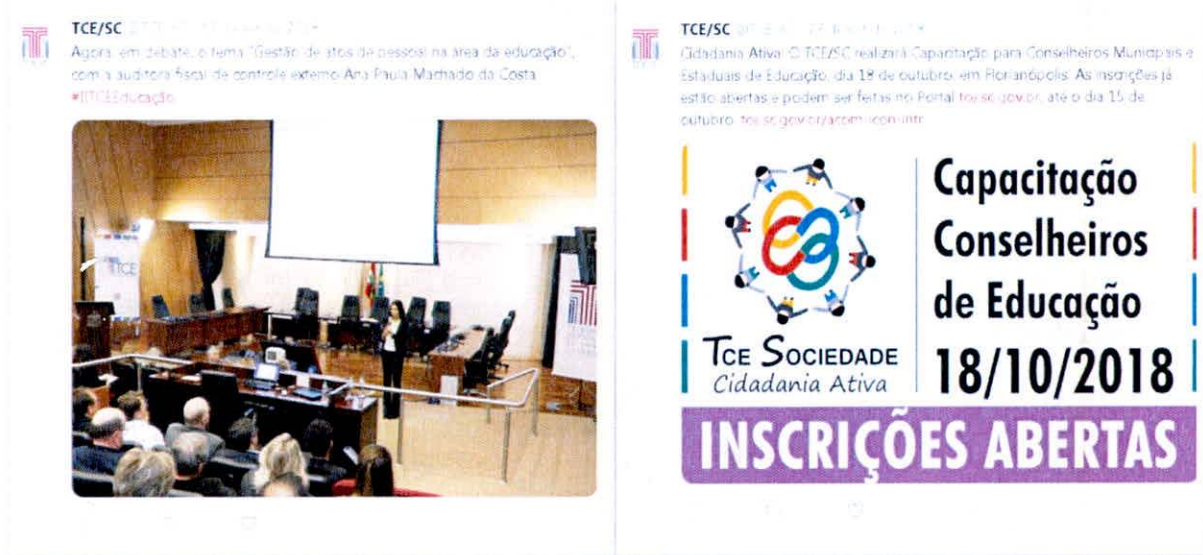 TCE/SC
Agora, em debate, o tema "Gestão de atos de pessoal na área da educação",
com a auditora fiscal de controle externo Ana Paula Machado da Costa
#IITCEEducação
TCE
TCE/SC
Cidadania Ativa: O TCE/SC realizará Capacitação para Conselheiros Municipais e
Estaduais de Educação, dia 18 de outubro, em Florianópolis. As inscrições já
estão abertas e podem ser feitas no Portal tce.sc.gov.br, até o dia 15 de
outubro.
Capacitação
Conselheiros
de Educação
18/10/2018
TCE SOCIEDADE
Cidadania Ativa
INSCRIÇÕES ABERTAS